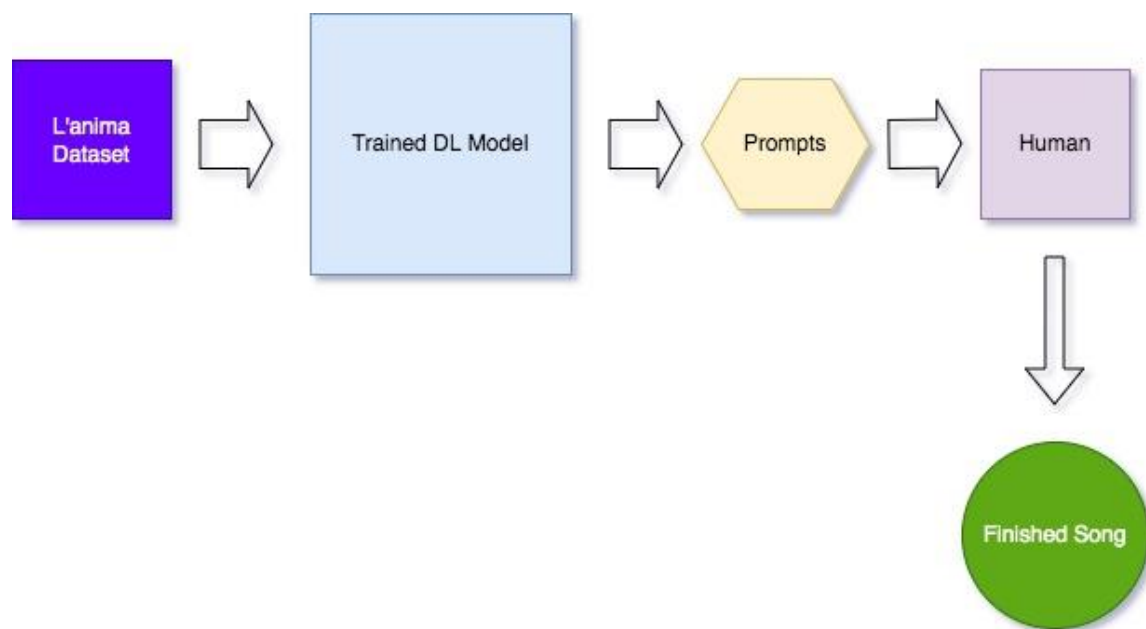 L'anima
Dataset
Trained DL Model
Prompts
Human
Finished Song